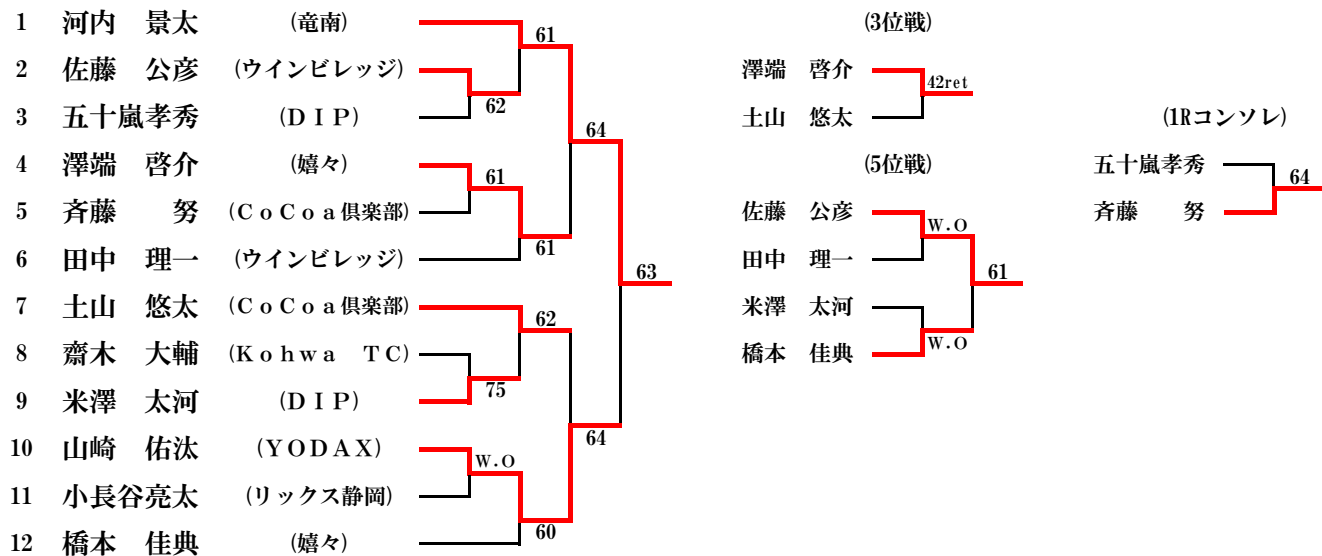 1 河内 景太 (竜南)
2 佐藤 公彦 (ウインビレッジ)
3 五十嵐孝秀 (DIP)
4 澤端 啓介 (嬉々)
5 斉藤 努 (CoCoa倶楽部)
6 田中 理一 (ウインビレッジ)
7 土山 悠太 (CoCoa倶楽部)
8 齋木 大輔 (Kohwa TC)
9 米澤 太河 (DIP)
10 山崎 佑汰 (YODAX)
11 小長谷亮太 (リックス静岡)
12 橋本 佳典 (嬉々)
61
62
64
61
61
63
62
75
64
W.O
60
(3位戦)
澤端 啓介
42ret
土山 悠太
(5位戦)
佐藤 公彦
W.O
田中 理一
61
米澤 太河
W.O
橋本 佳典
(1Rコンソレ)
五十嵐孝秀
64
斉藤 努